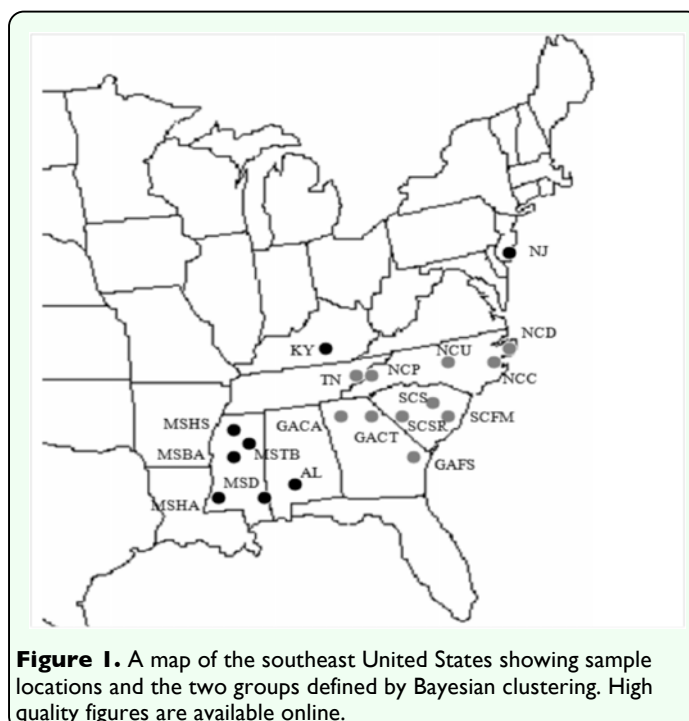 NJ
NCD
KY
NCU
TN
NCP
NCC
SCS
MSHS
GACA
SCSR
SCFM
GACT
MSBA
MSTB
GAFS
AL
MSD
MSHA
Figure 1. A map of the southeast United States showing sample
locations and the two groups defined by Bayesian clustering. High
quality figures are available online.